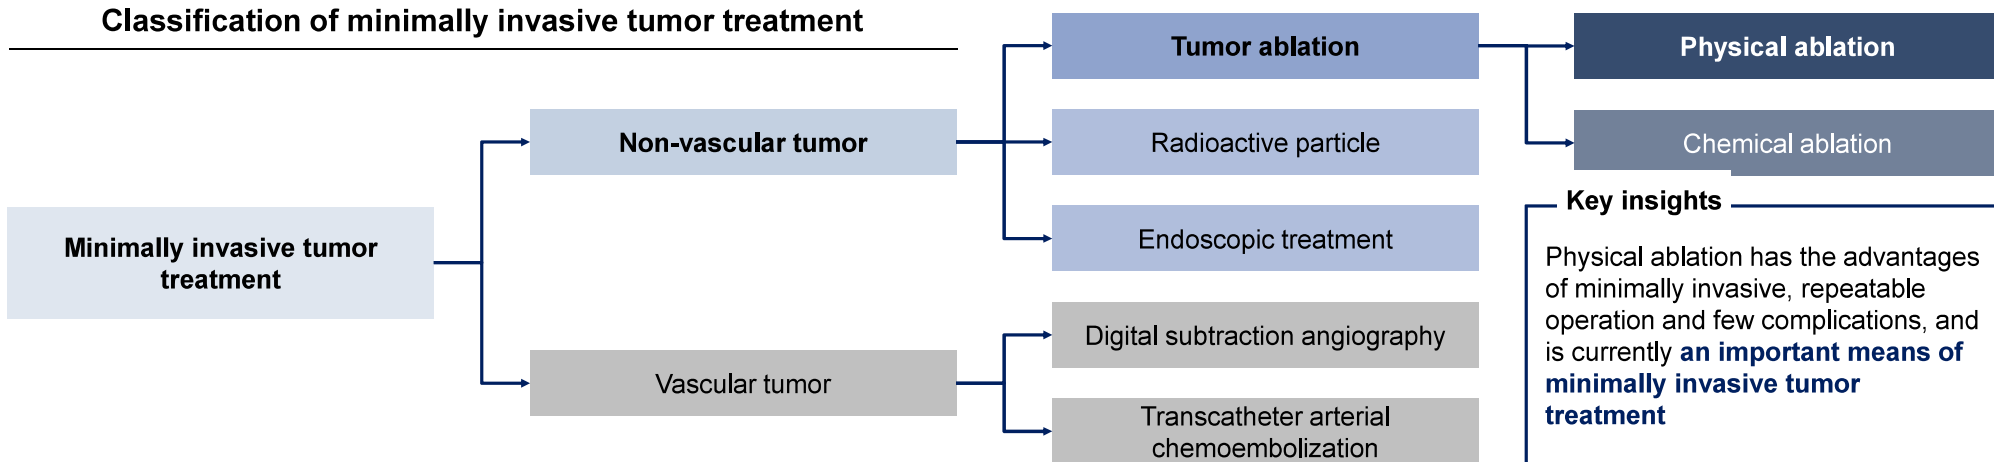 Classification of minimally invasive tumor treatment
Tumor ablation
Physical ablation
Non-vascular tumor
Radioactive particle
Chemical ablation
Minimally invasive tumor
treatment
Endoscopic treatment
Vascular tumor
Digital subtraction angiography
Transcatheter arterial
chemoembolization
Key insights
Physical ablation has the advantages
of minimally invasive, repeatable
operation and few complications, and
is currently an important means of
minimally invasive tumor
treatment